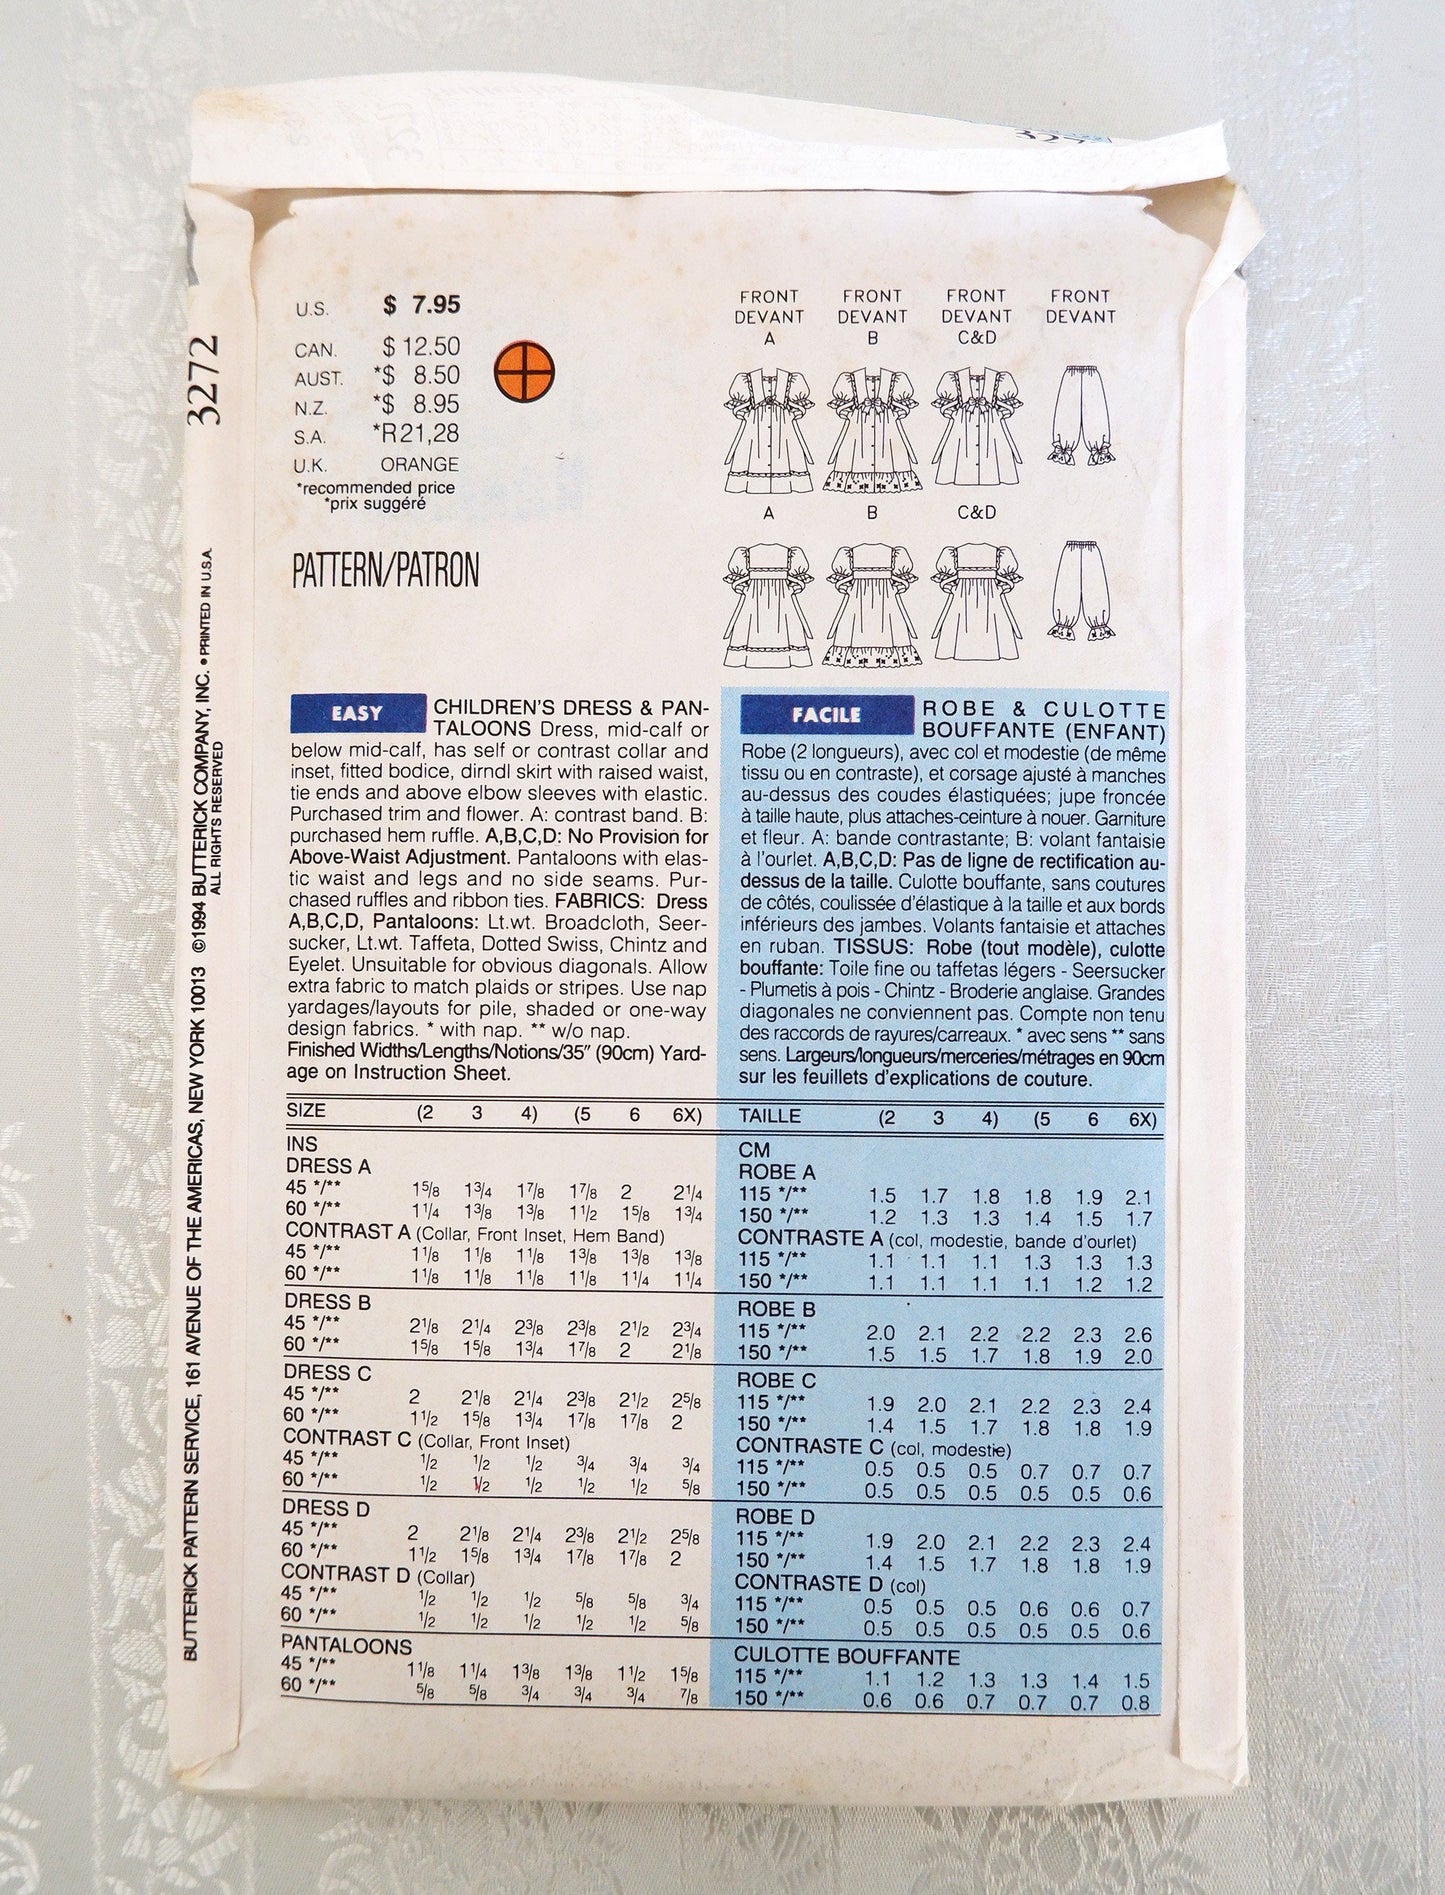 3272
BUTTERICK PATTERN SERVICE, 161 AVENUE OF THE AMERICAS, NEW YORK 10013 ©1994 BUTTERICK COMPANY, INC. • PRINTED IN U.S.A.
ALL RIGHTS RESERVED
U.S. $ 7.95
CAN. $ 12.50
AUST. *$ 8.50
N.Z. *$ 8.95
S.A. *R21,28
U.K. ORANGE
*recommended price
*prix suggéré
PATTERN/PATRON
FRONT FRONT FRONT FRONT
DEVANT DEVANT DEVANT DEVANT
A B C&D
A B C&D
EASY CHILDREN'S DRESS & PAN-
TALOONS Dress, mid-calf or
below mid-calf, has self or contrast collar and
inset, fitted bodice, dirndl skirt with raised waist,
tie ends and above elbow sleeves with elastic.
Purchased trim and flower. A: contrast band. B:
purchased hem ruffle. A,B,C,D: No Provision for
Above-Waist Adjustment. Pantaloons with elas-
tic waist and legs and no side seams. Pur-
chased ruffles and ribbon ties. FABRICS: Dress
A,B,C,D, Pantaloons: Lt.wt. Broadcloth, Seer-
sucker, Lt.wt. Taffeta, Dotted Swiss, Chintz and
Eyelet. Unsuitable for obvious diagonals. Allow
extra fabric to match plaids or stripes. Use nap
yardages/layouts for pile, shaded or one-way
design fabrics. * with nap. ** w/o nap.
Finished Widths/Lengths/Notions/35" (90cm) Yard-
age on Instruction Sheet.
SIZE (2 3 4) (5 6 6X)
INS
DRESS A
45 */** 1 5/8 1 3/4 1 7/8 1 7/8 2 2 1/4
60 */** 1 1/4 1 3/8 1 3/8 1 1/2 1 5/8 1 3/4
CONTRAST A (Collar, Front Inset, Hem Band)
45 */** 1 1/8 1 1/8 1 1/8 1 3/8 1 3/8 1 3/8
60 */** 1 1/8 1 1/8 1 1/8 1 1/8 1 1/4 1 1/4
DRESS B
45 */** 2 1/8 2 1/4 2 3/8 2 3/8 2 1/2 2 3/4
60 */** 1 5/8 1 5/8 1 3/4 1 7/8 2 2 1/8
DRESS C
45 */** 2 2 1/8 2 1/4 2 3/8 2 1/2 2 5/8
60 */** 1 1/2 1 5/8 1 3/4 1 7/8 1 7/8 2
CONTRAST C (Collar, Front Inset)
45 */** 1/2 1/2 1/2 3/4 3/4 3/4
60 */** 1/2 1/2 1/2 1/2 1/2 5/8
DRESS D
45 */** 2 2 1/8 2 1/4 2 3/8 2 1/2 2 5/8
60 */** 1 1/2 1 5/8 1 3/4 1 7/8 1 7/8 2
CONTRAST D (Collar)
45 */** 1/2 1/2 1/2 5/8 5/8 3/4
60 */** 1/2 1/2 1/2 1/2 1/2 5/8
PANTALOONS
45 */** 1 1/8 1 1/4 1 3/8 1 3/8 1 1/2 1 5/8
60 */** 5/8 5/8 3/4 3/4 3/4 7/8
FACILE ROBE & CULOTTE
BOUFFANTE (ENFANT)
Robe (2 longueurs), avec col et modestie (de même
tissu ou en contraste), et corsage ajusté à manches
au-dessus des coudes élastiquées; jupe froncée
à taille haute, plus attaches-ceinture à nouer. Garniture
et fleur. A: bande contrastante; B: volant fantaisie
à l'ourlet. A,B,C,D: Pas de ligne de rectification au-
dessus de la taille. Culotte bouffante, sans coutures
de côtés, coulissée d'élastique à la taille et aux bords
inférieurs des jambes. Volants fantaisie et attaches
en ruban. TISSUS: Robe (tout modèle), culotte
bouffante: Toile fine ou taffetas légers - Seersucker
- Plumetis à pois - Chintz - Broderie anglaise. Grandes
diagonales ne conviennent pas. Compte non tenu
des raccords de rayures/carreaux. * avec sens ** sans
sens. Largeurs/longueurs/merceries/métrages en 90cm
sur les feuillets d'explications de couture.
TAILLE (2 3 4) (5 6 6X)
CM
ROBE A
115 */** 1.5 1.7 1.8 1.8 1.9 2.1
150 */** 1.2 1.3 1.3 1.4 1.5 1.7
CONTRASTE A (col, modestie, bande d'ourlet)
115 */** 1.1 1.1 1.1 1.3 1.3 1.3
150 */** 1.1 1.1 1.1 1.1 1.2 1.2
ROBE B
115 */** 2.0 2.1 2.2 2.2 2.3 2.6
150 */** 1.5 1.5 1.7 1.8 1.9 2.0
ROBE C
115 */** 1.9 2.0 2.1 2.2 2.3 2.4
150 */** 1.4 1.5 1.7 1.8 1.8 1.9
CONTRASTE C (col, modestie)
115 */** 0.5 0.5 0.5 0.7 0.7 0.7
150 */** 0.5 0.5 0.5 0.5 0.5 0.6
ROBE D
115 */** 1.9 2.0 2.1 2.2 2.3 2.4
150 */** 1.4 1.5 1.7 1.8 1.8 1.9
CONTRASTE D (col)
115 */** 0.5 0.5 0.5 0.6 0.6 0.7
150 */** 0.5 0.5 0.5 0.5 0.5 0.6
CULOTTE BOUFFANTE
115 */** 1.1 1.2 1.3 1.3 1.4 1.5
150 */** 0.6 0.6 0.7 0.7 0.7 0.8